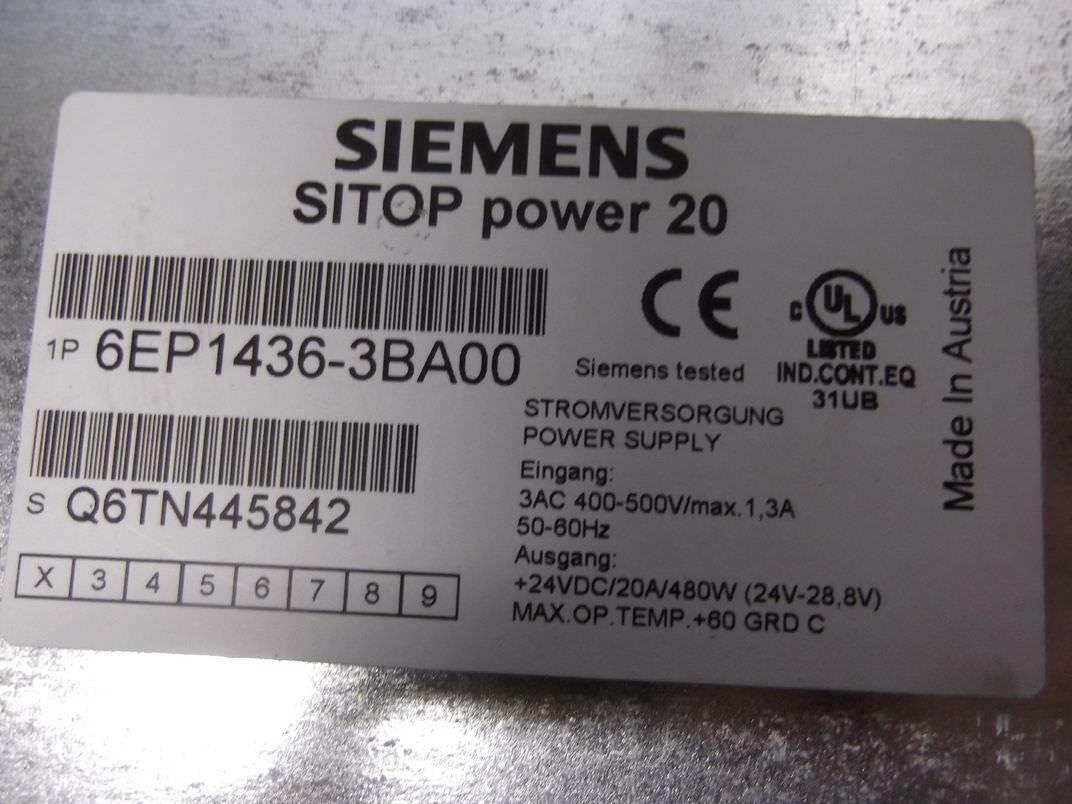 SIEMENS
SITOP power 20
1P 6EP1436-3BA00
CE
Siemens tested
C UL US
LISTED
IND.CONT.EQ
31UB
Made In Austria
S Q6TN445842
X 3 4 5 6 7 8 9
STROMVERSORGUNG
POWER SUPPLY
Eingang:
3AC 400-500V/max.1,3A
50-60Hz
Ausgang:
+24VDC/20A/480W (24V-28,8V)
MAX.OP.TEMP.+60 GRD C